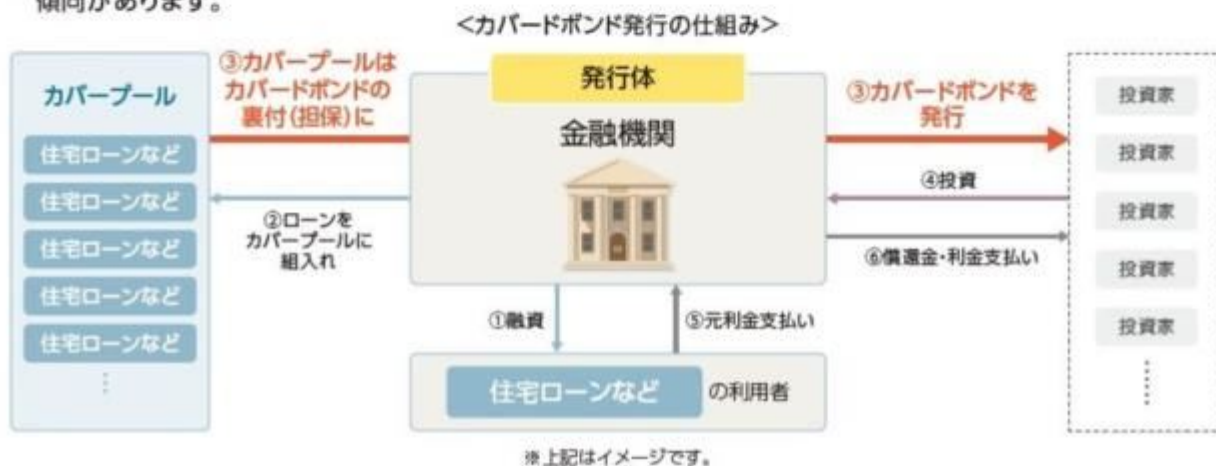 傾向があります。
<カバードボンド発行の仕組み>
カバープール
住宅ローンなど
住宅ローンなど
住宅ローンなど
住宅ローンなど
住宅ローンなど
③カバープールは
カバードボンドの
裏付(担保)に
②ローンを
カバープールに
組入れ
発行体
金融機関
①融資
⑤元利金支払い
住宅ローンなど の利用者
③カバードボンドを
発行
④投資
⑥償還金・利金支払い
投資家
投資家
投資家
投資家
投資家
※上記はイメージです。